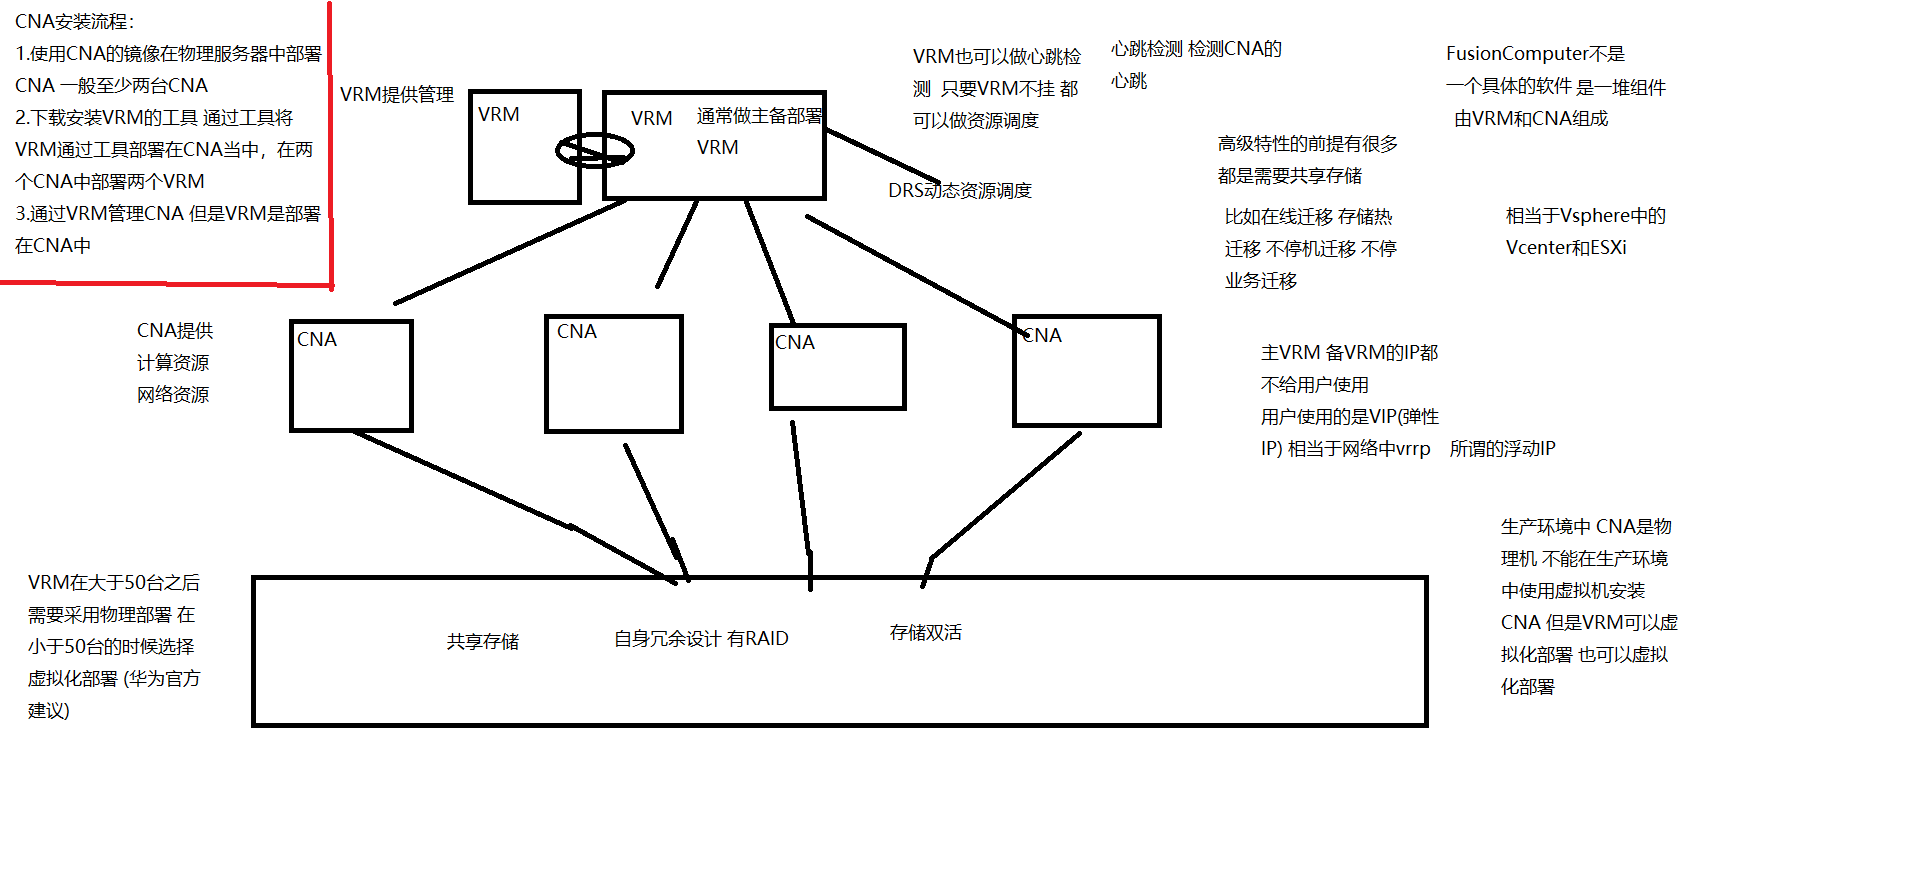 CNA安装流程：
1.使用CNA的镜像在物理服务器中部署
CNA 一般至少两台CNA
2.下载安装VRM的工具 通过工具将
VRM通过工具部署在CNA当中，在两
个CNA中部署两个VRM
3.通过VRM管理CNA 但是VRM是部署
在CNA中
VRM提供管理
VRM
VRM
通常做主备部署
VRM
VRM也可以做心跳检
测 只要VRM不挂 都
可以做资源调度
心跳检测 检测CNA的
心跳
FusionComputer不是
一个具体的软件 是一堆组件
由VRM和CNA组成
高级特性的前提有很多
都是需要共享存储
DRS动态资源调度
比如在线迁移 存储热
迁移 不停机迁移 不停
业务迁移
相当于Vsphere中的
Vcenter和ESXi
CNA提供
计算资源
网络资源
CNA
CNA
CNA
CNA
主VRM 备VRM的IP都
不给用户使用
用户使用的是VIP(弹性
IP) 相当于网络中vrrp 所谓的浮动IP
生产环境中 CNA是物
理机 不能在生产环境
中使用虚拟机安装
CNA 但是VRM可以虚
拟化部署 也可以虚拟
化部署
VRM在大于50台之后
需要采用物理部署 在
小于50台的时候选择
虚拟化部署 (华为官方
建议)
共享存储
自身冗余设计 有RAID
存储双活